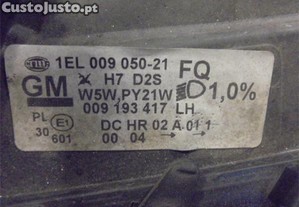 CustoJusto.pt
HELLA
1EL 009 050-21 FQ
GM H7 D2S
W5W,PY21W 1,0%
009 193 417 LH
PL E1 DC HR 02 A 01 1
30 601 00 04